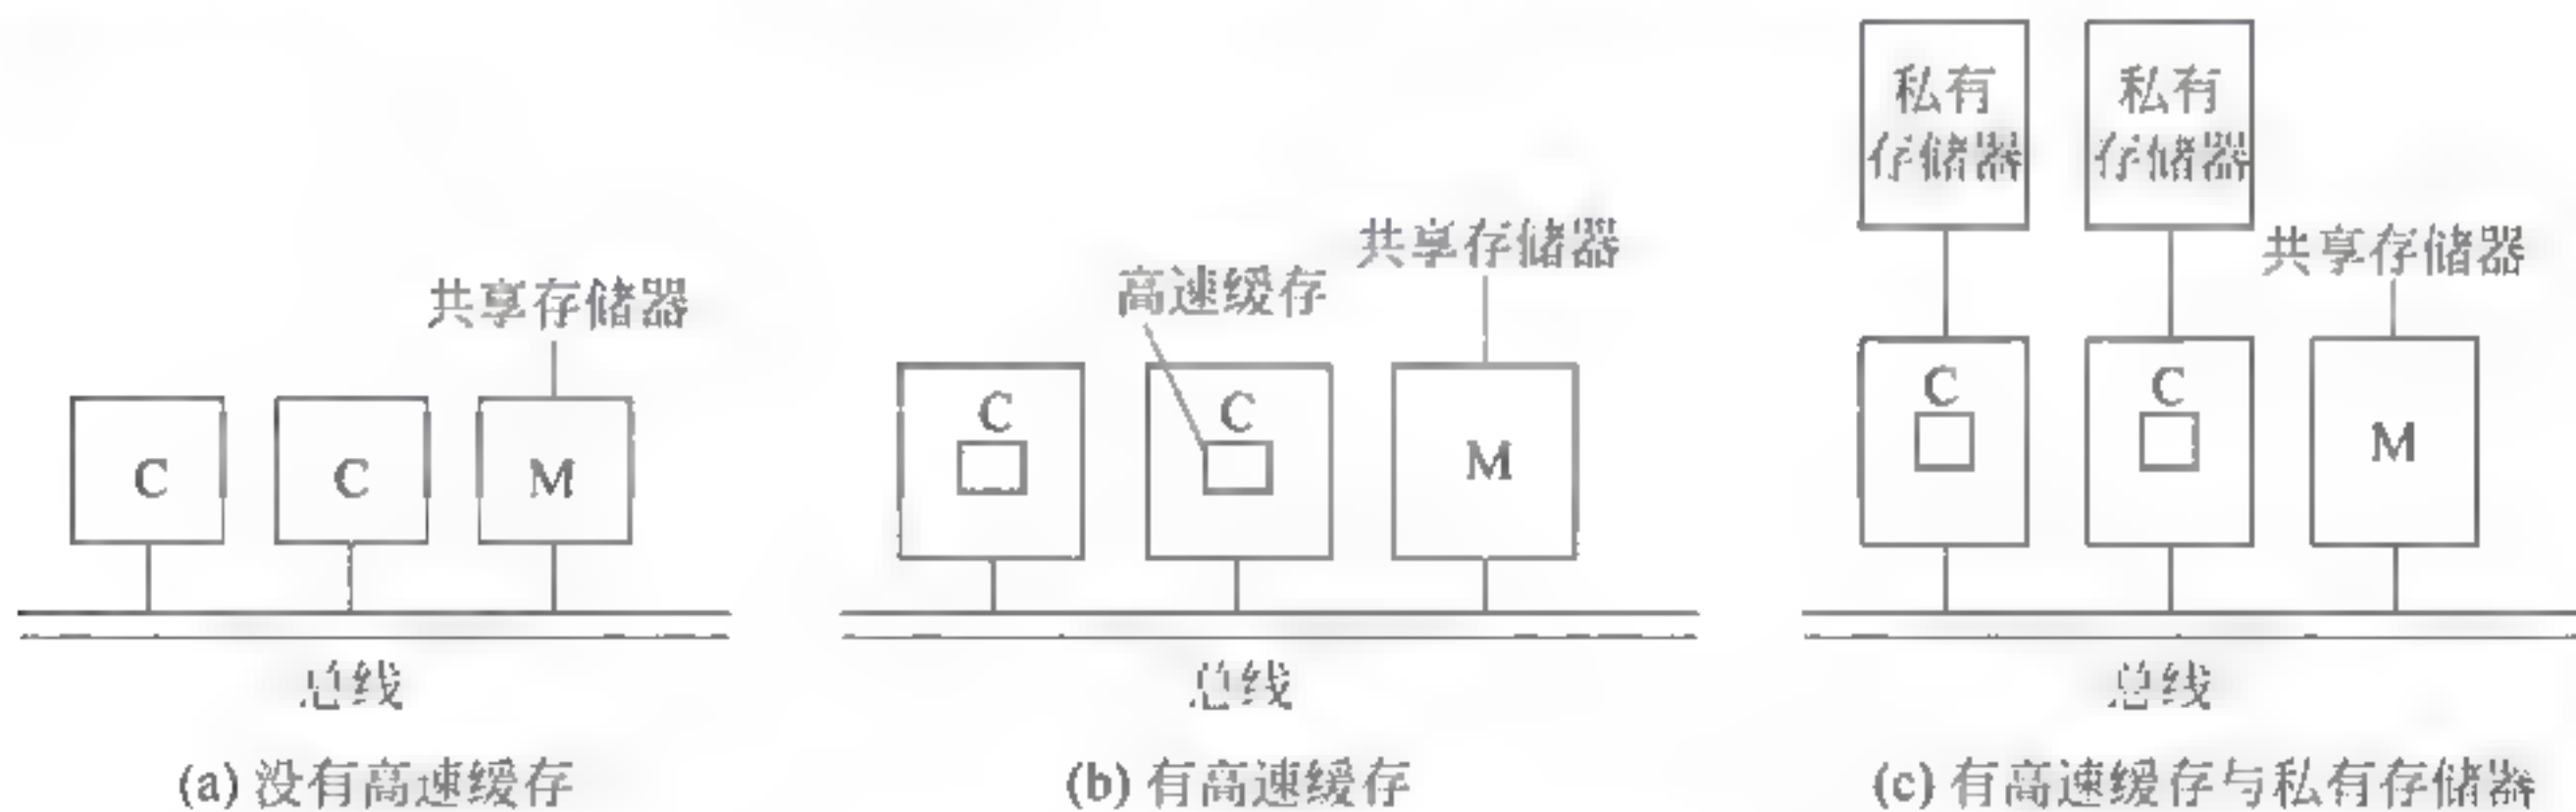 共享存储器
C
C
M
总线
(a) 没有高速缓存
高速缓存
共享存储器
C
C
M
总线
(b) 有高速缓存
私有
存储器
私有
存储器
共享存储器
C
C
M
总线
(c) 有高速缓存与私有存储器